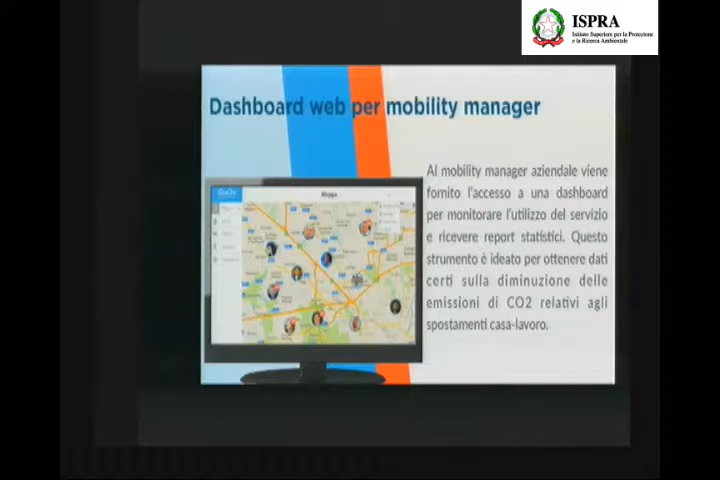 ISPRA
Istituto Superiore per la Protezione
e la Ricerca Ambientale
Dashboard web per mobility manager
Al mobility manager aziendale viene
fornito l'accesso a una dashboard
per monitorare l'utilizzo del servizio
e ricevere report statistici. Questo
strumento è ideato per ottenere dati
certi sulla diminuzione delle
emissioni di CO2 relativi agli
spostamenti casa-lavoro.
Mappa